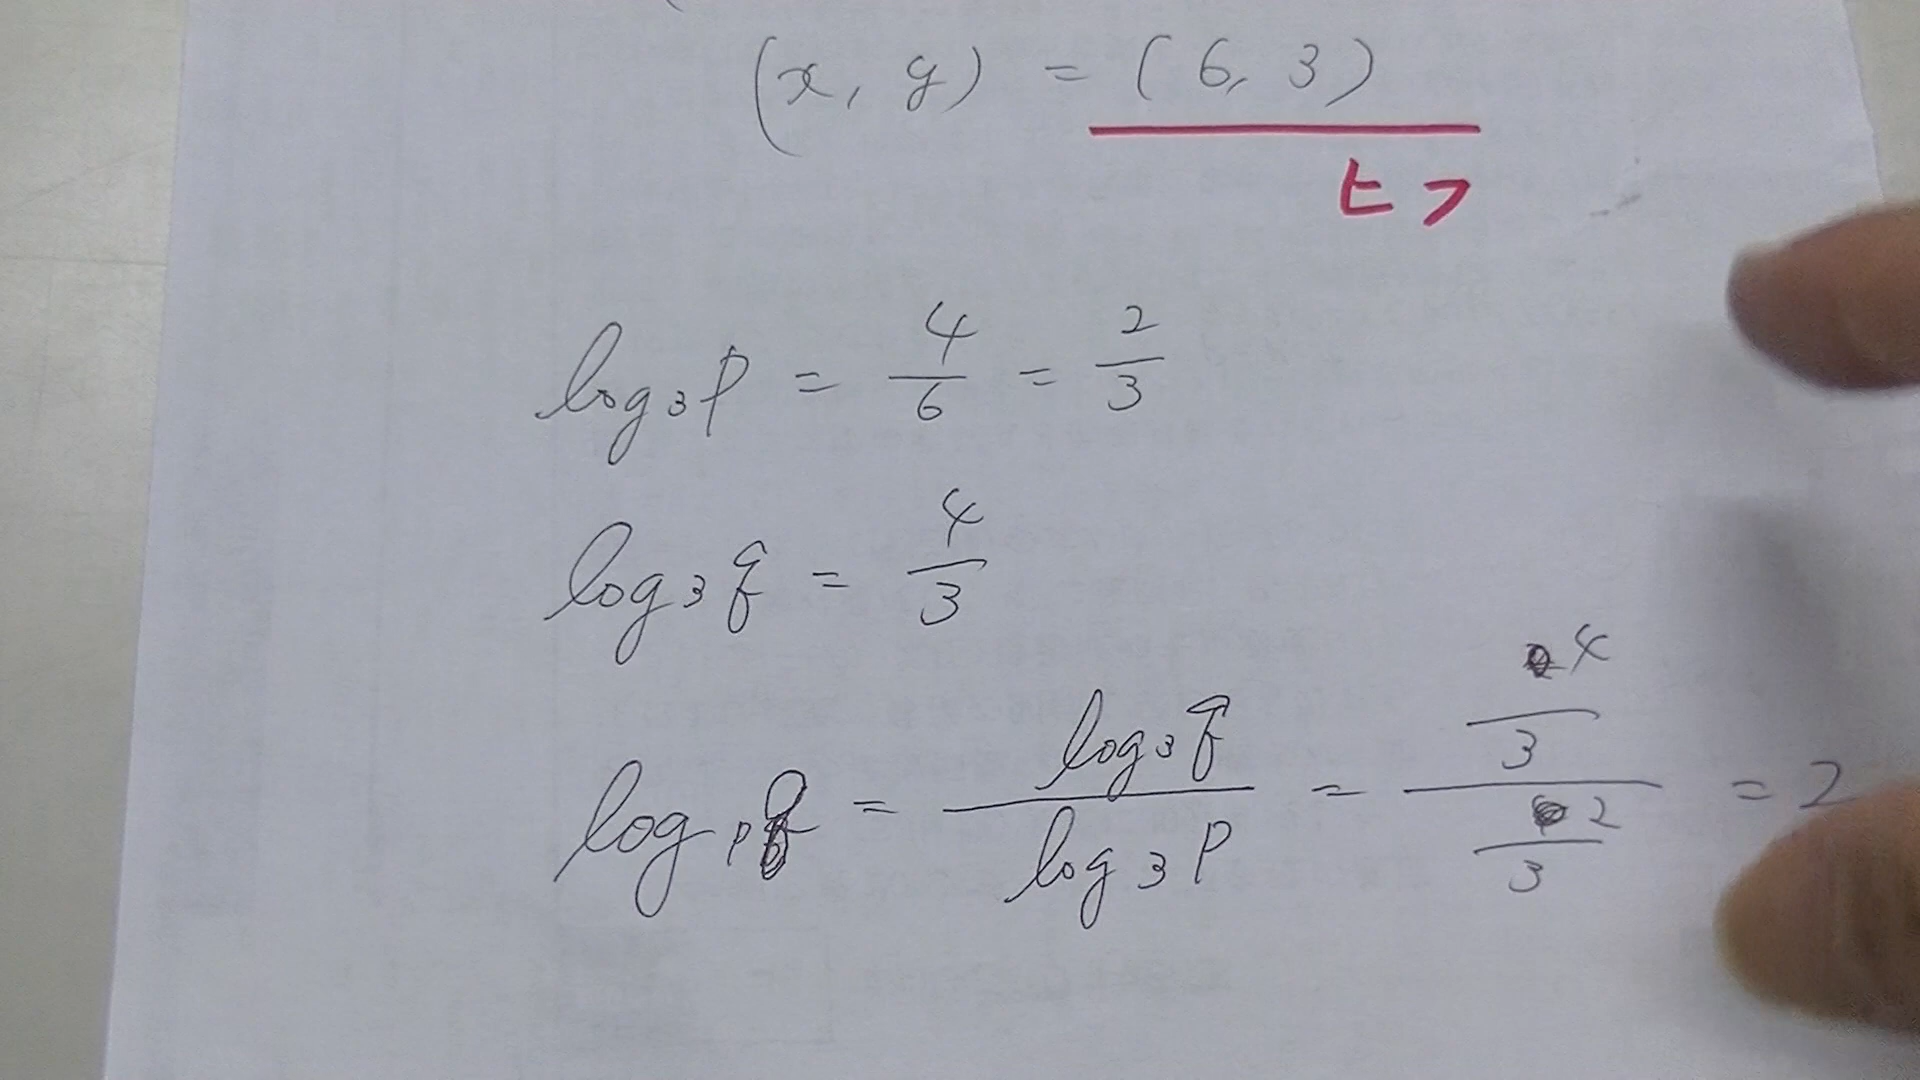 (x, y) = (6, 3)
ヒフ
log₃p = 4/6 = 2/3
log₃q = 4/3
logₚq = log₃q / log₃p = (4/3) / (2/3) = 2